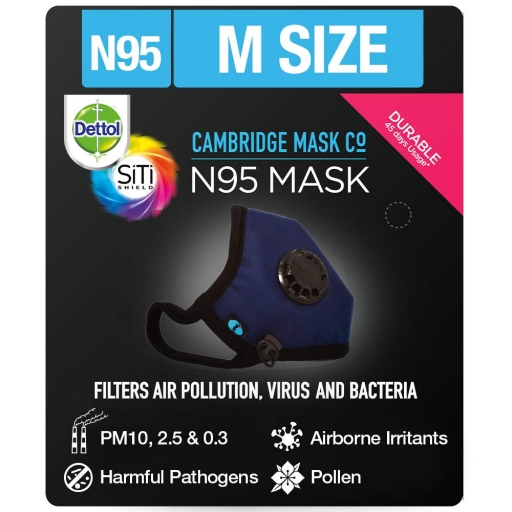 N95
M SIZE
Dettol
SiTi
SHIELD
CAMBRIDGE MASK CO
N95 MASK
DURABLE
45 days Usage*
FILTERS AIR POLLUTION, VIRUS AND BACTERIA
PM10, 2.5 & 0.3
Airborne Irritants
Harmful Pathogens
Pollen